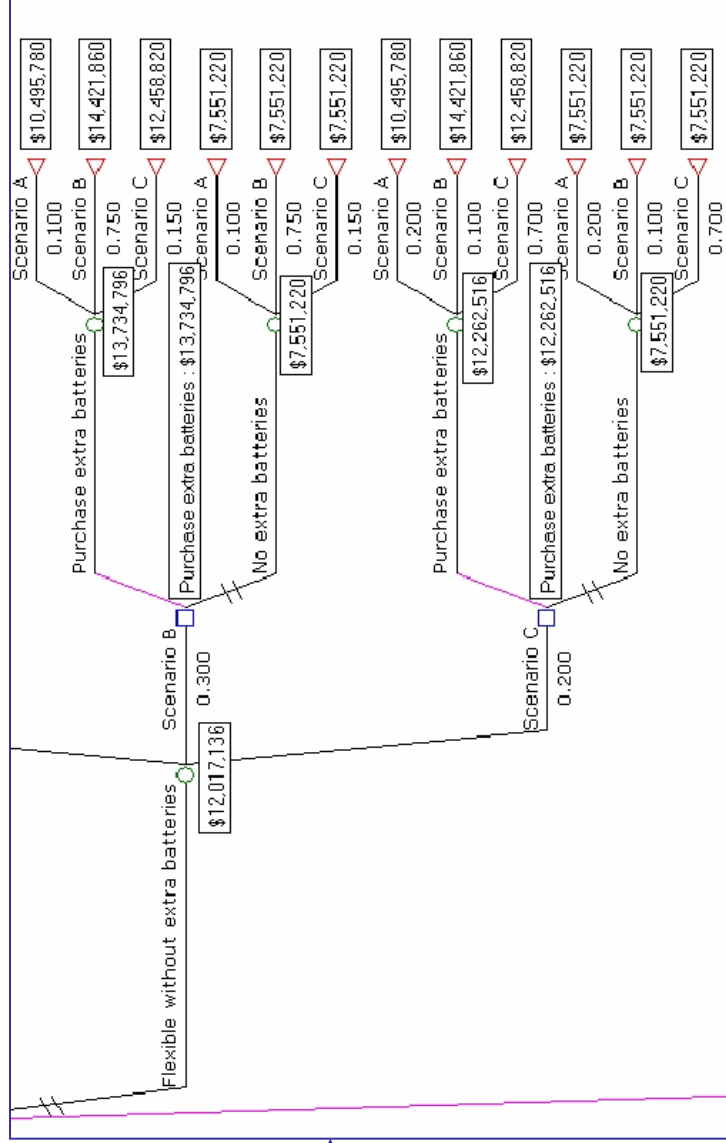 Flexible without extra batteries
$12,017,136
Scenario B
0.300
Purchase extra batteries : $13,734,796
Purchase extra batteries
$13,734,796
Scenario A
0.100
$10,495,780
Scenario B
0.750
$14,421,860
Scenario C
0.150
$12,458,820
No extra batteries
$7,551,220
Scenario A
0.100
$7,551,220
Scenario B
0.750
$7,551,220
Scenario C
0.150
$7,551,220
Scenario C
0.200
Purchase extra batteries : $12,262,516
Purchase extra batteries
$12,262,516
Scenario A
0.200
$10,495,780
Scenario B
0.100
$14,421,860
Scenario C
0.700
$12,458,820
No extra batteries
$7,551,220
Scenario A
0.200
$7,551,220
Scenario B
0.100
$7,551,220
Scenario C
0.700
$7,551,220